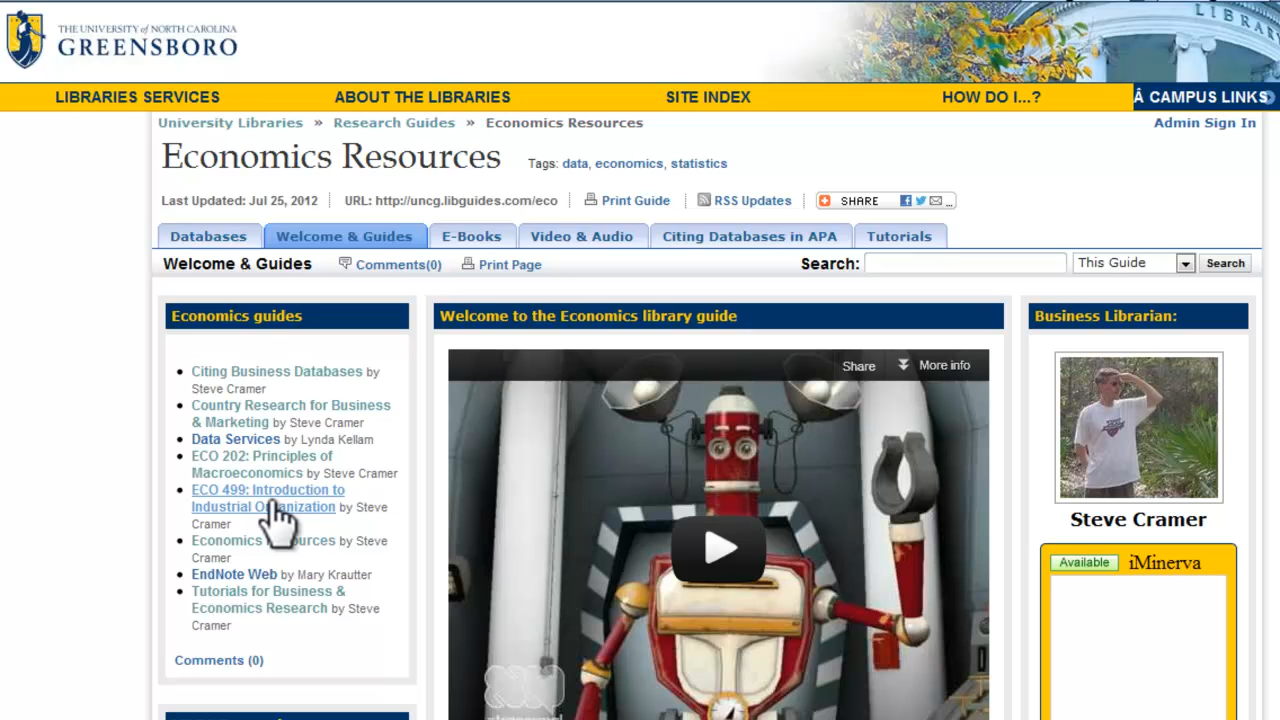 THE UNIVERSITY of NORTH CAROLINA
GREENSBORO
LIBRARY
LIBRARIES SERVICES
ABOUT THE LIBRARIES
SITE INDEX
HOW DO I...?
Â CAMPUS LINKS
University Libraries » Research Guides » Economics Resources
Admin Sign In
Economics Resources
Tags: data, economics, statistics
Last Updated: Jul 25, 2012
URL: http://uncg.libguides.com/eco
Print Guide
RSS Updates
SHARE
...
Databases
Welcome & Guides
E-Books
Video & Audio
Citing Databases in APA
Tutorials
Welcome & Guides
Comments(0)
Print Page
Search:
This Guide
Search
Economics guides
Citing Business Databases by
Steve Cramer
Country Research for Business
& Marketing by Steve Cramer
Data Services by Lynda Kellam
ECO 202: Principles of
Macroeconomics by Steve Cramer
ECO 499: Introduction to
Industrial Organization by Steve
Cramer
Economics Resources by Steve
Cramer
EndNote Web by Mary Krautter
Tutorials for Business &
Economics Research by Steve
Cramer
Comments (0)
Welcome to the Economics library guide
Share
More info
Business Librarian:
Steve Cramer
Available
iMinerva